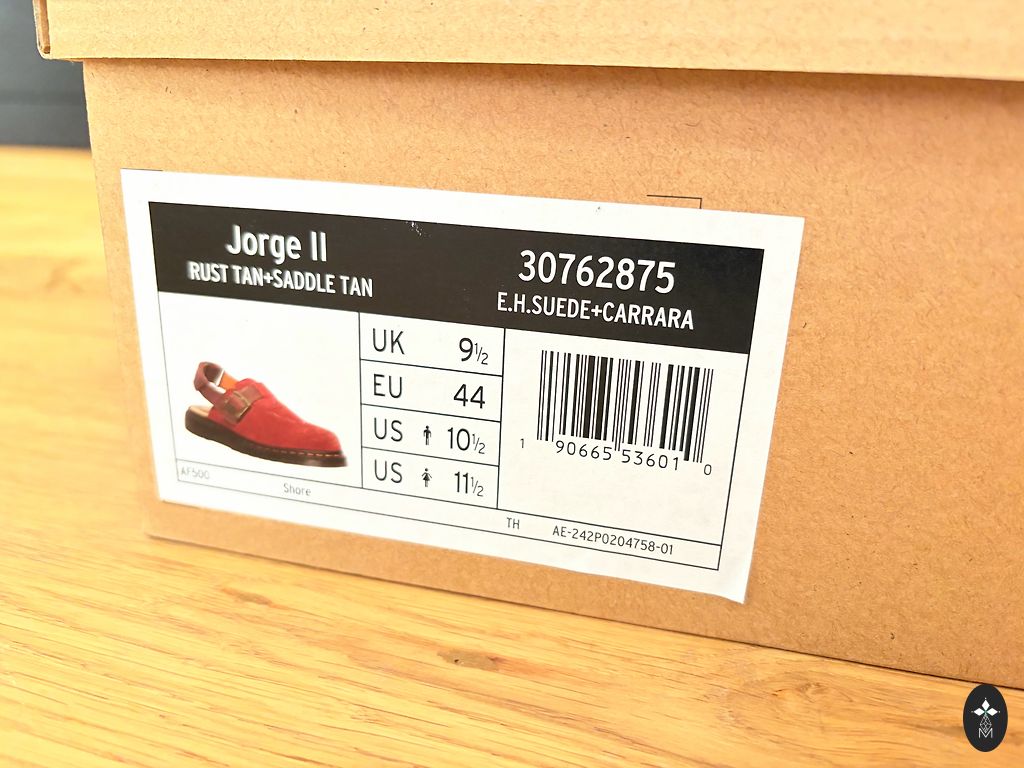 Jorge II
RUST TAN+SADDLE TAN
30762875
E.H.SUEDE+CARRARA
UK 9½
EU 44
US 10½
US 11½
1 90665 53601 0
AF500
Shore
TH AE-242P0204758-01
M